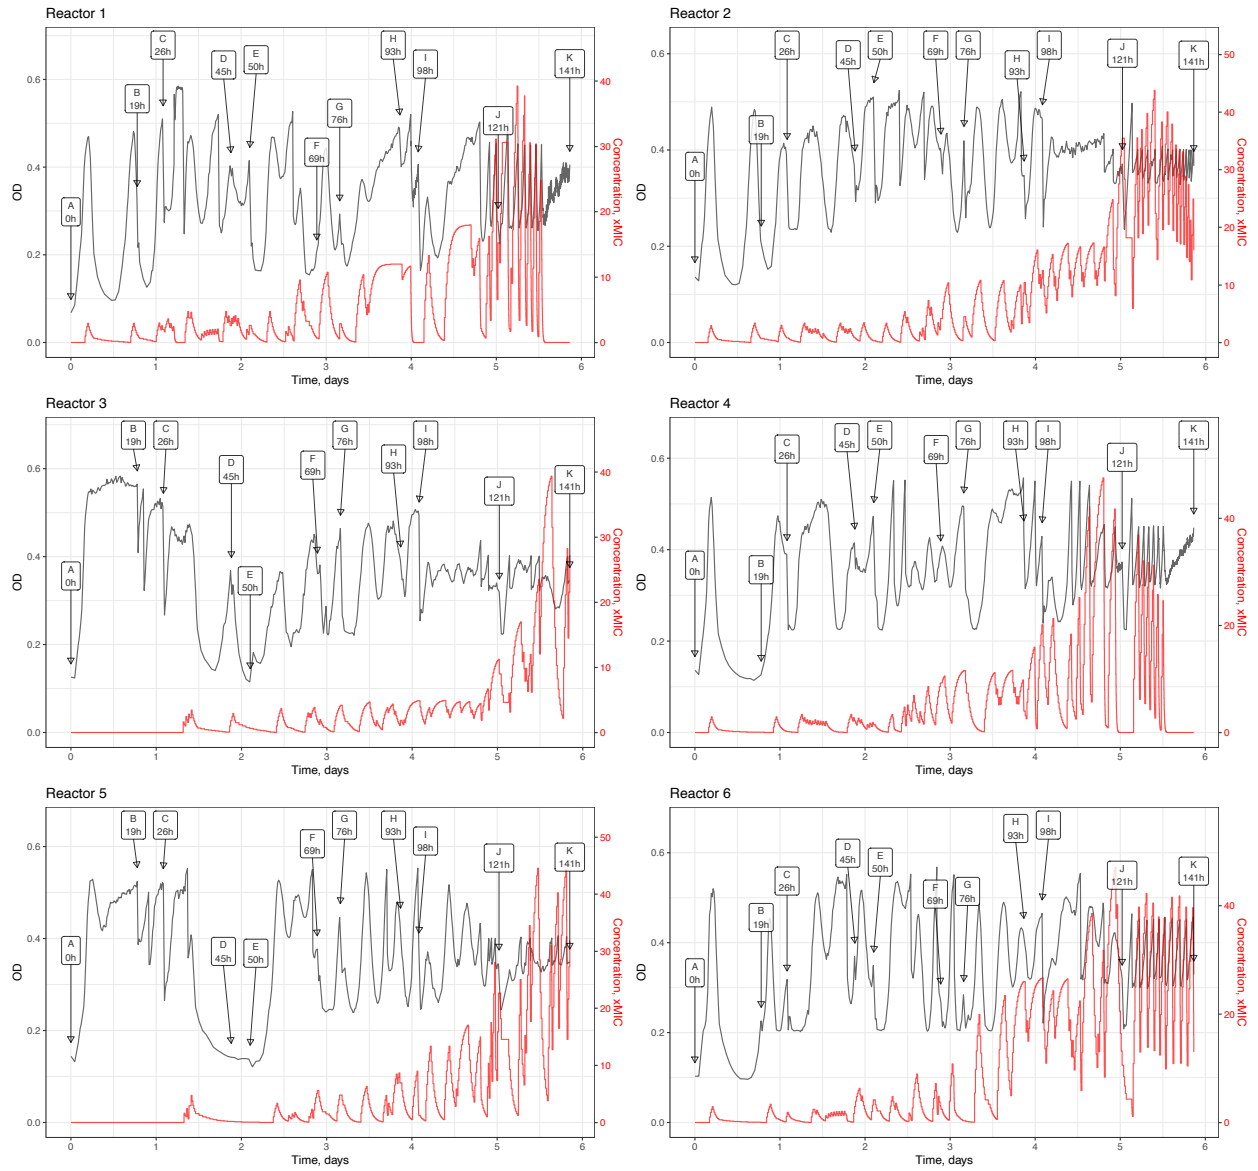 Reactor 1
OD
0.6
0.4
0.2
0.0
A
0h
B
19h
C
26h
D
45h
E
50h
F
69h
G
76h
H
93h
I
98h
J
121h
K
141h
40
30
20
10
0
Concentration, xMIC
0 1 2 3 4 5 6
Time, days
Reactor 2
OD
0.6
0.4
0.2
0.0
A
0h
B
19h
C
26h
D
45h
E
50h
F
69h
G
76h
H
93h
I
98h
J
121h
K
141h
50
40
30
20
10
0
Concentration, xMIC
0 1 2 3 4 5 6
Time, days
Reactor 3
OD
0.6
0.4
0.2
0.0
A
0h
B
19h
C
26h
D
45h
E
50h
F
69h
G
76h
H
93h
I
98h
J
121h
K
141h
40
30
20
10
0
Concentration, xMIC
0 1 2 3 4 5 6
Time, days
Reactor 4
OD
0.6
0.4
0.2
0.0
A
0h
B
19h
C
26h
D
45h
E
50h
F
69h
G
76h
H
93h
I
98h
J
121h
K
141h
40
20
0
Concentration, xMIC
0 1 2 3 4 5 6
Time, days
Reactor 5
OD
0.6
0.4
0.2
0.0
A
0h
B
19h
C
26h
D
45h
E
50h
F
69h
G
76h
H
93h
I
98h
J
121h
K
141h
50
40
30
20
10
0
Concentration, xMIC
0 1 2 3 4 5 6
Time, days
Reactor 6
OD
0.6
0.4
0.2
0.0
A
0h
B
19h
C
26h
D
45h
E
50h
F
69h
G
76h
H
93h
I
98h
J
121h
K
141h
40
20
0
Concentration, xMIC
0 1 2 3 4 5 6
Time, days